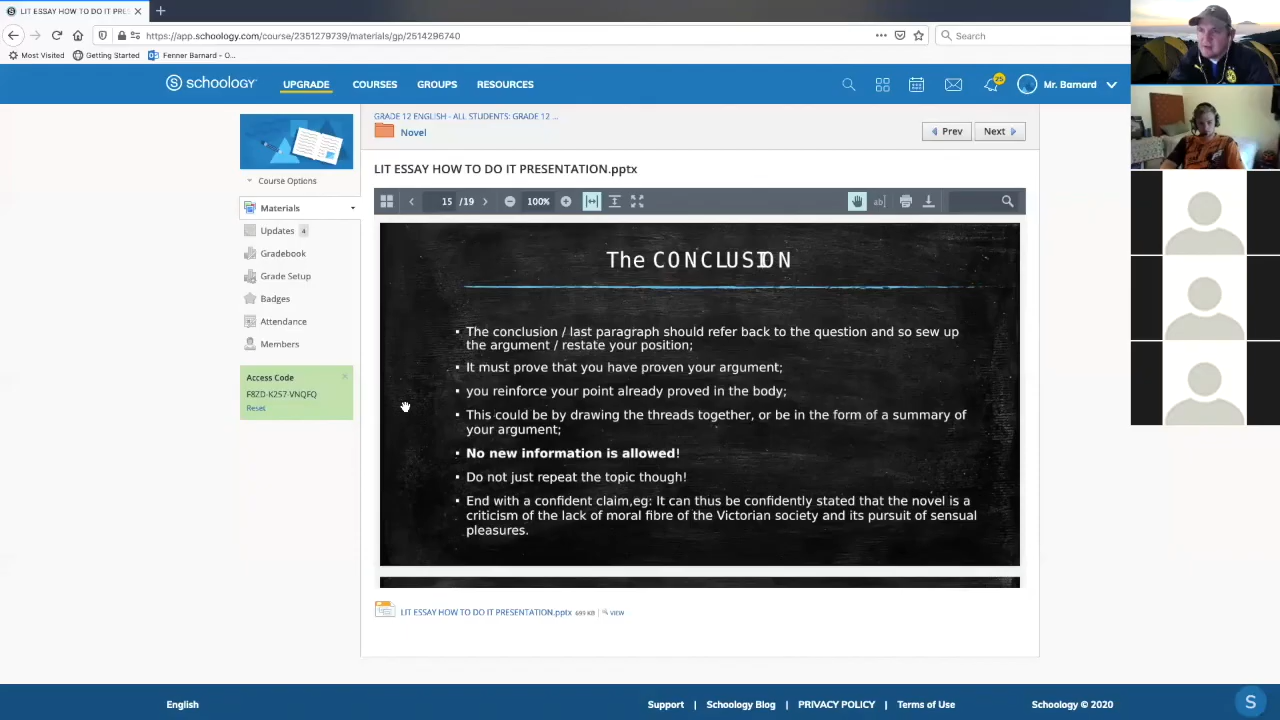 LIT ESSAY HOW TO DO IT PRES
https://app.schoology.com/course/2351279739/materials/gp/2514296740
Search
Most Visited
Getting Started
Fenner Barnard - O...
schoology
UPGRADE
COURSES
GROUPS
RESOURCES
25
Mr. Barnard
GRADE 12 ENGLISH - ALL STUDENTS: GRADE 12 ...
Novel
Prev
Next
Course Options
Materials
Updates 4
Gradebook
Grade Setup
Badges
Attendance
Members
Access Code
F8ZD-K257-VNQFQ
Reset
LIT ESSAY HOW TO DO IT PRESENTATION.pptx
15 /19
100%
The CONCLUSION
▪ The conclusion / last paragraph should refer back to the question and so sew up
the argument / restate your position;
▪ It must prove that you have proven your argument;
▪ you reinforce your point already proved in the body;
▪ This could be by drawing the threads together, or be in the form of a summary of
your argument;
▪ No new information is allowed!
▪ Do not just repeat the topic though!
▪ End with a confident claim,eg: It can thus be confidently stated that the novel is a
criticism of the lack of moral fibre of the Victorian society and its pursuit of sensual
pleasures.
LIT ESSAY HOW TO DO IT PRESENTATION.pptx 699 KB VIEW
English
Support | Schoology Blog | PRIVACY POLICY | Terms of Use
Schoology © 2020
S